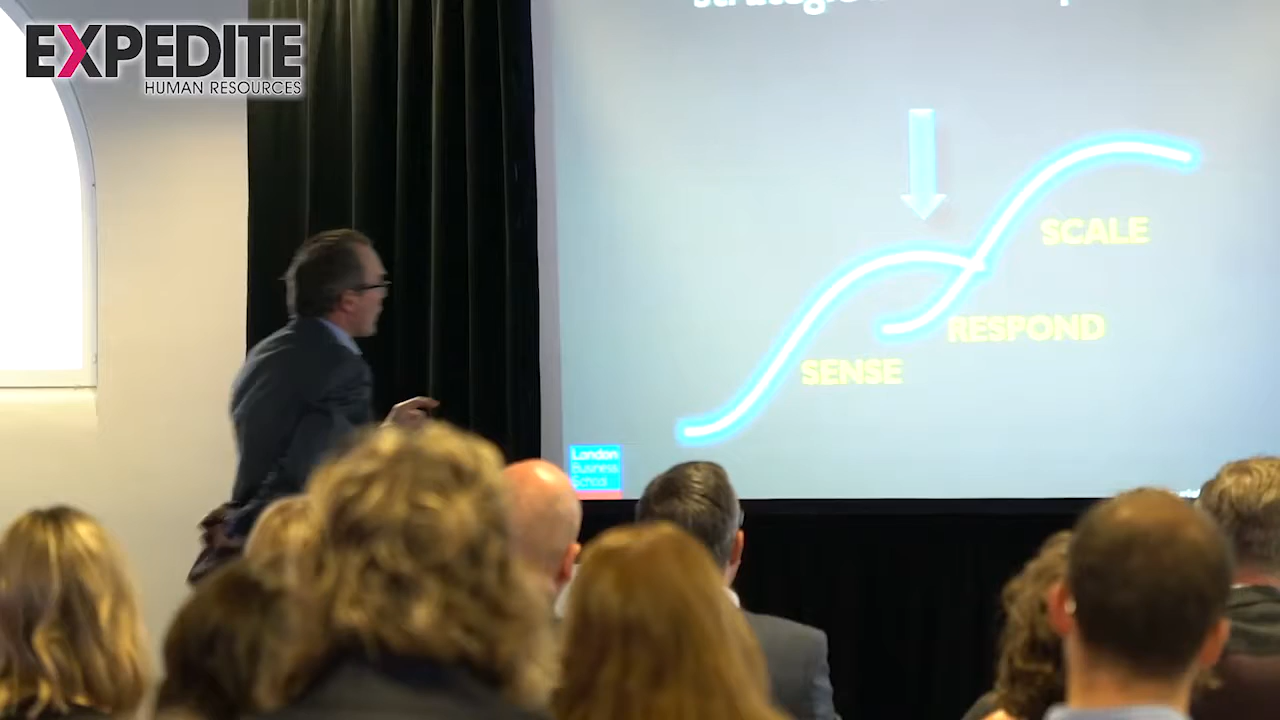 EXPEDITE
HUMAN RESOURCES
SCALE
RESPOND
SENSE
London
Business
School